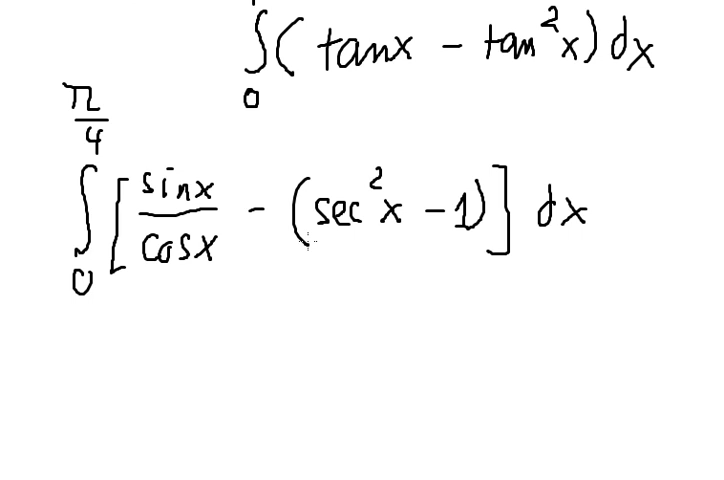 ∫₀ ( tanx - tan²x) dx
∫₀^(π/4) [ sinx/cosx - (sec²x - 1) ] dx